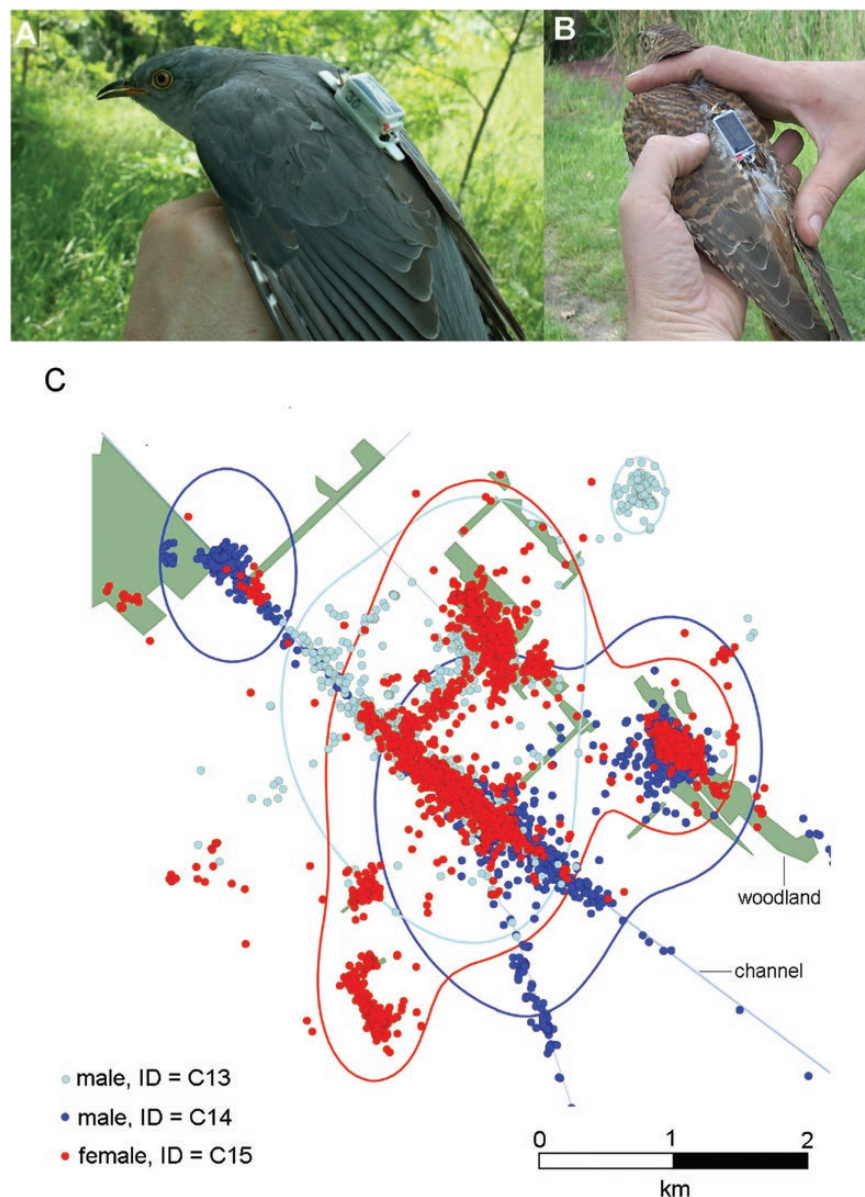 A
B
C
woodland
channel
male, ID = C13
male, ID = C14
female, ID = C15
0 1 2
km